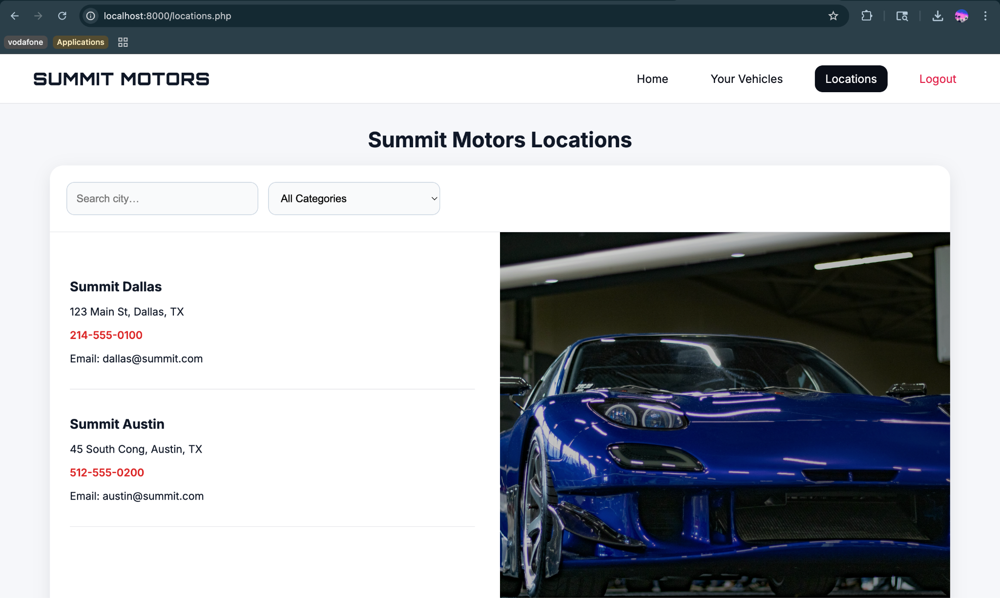 localhost:8000/locations.php
vodafone
Applications
SUMMIT MOTORS
Home
Your Vehicles
Locations
Logout
Summit Motors Locations
Search city...
All Categories
Summit Dallas
123 Main St, Dallas, TX
214-555-0100
Email: dallas@summit.com
Summit Austin
45 South Cong, Austin, TX
512-555-0200
Email: austin@summit.com